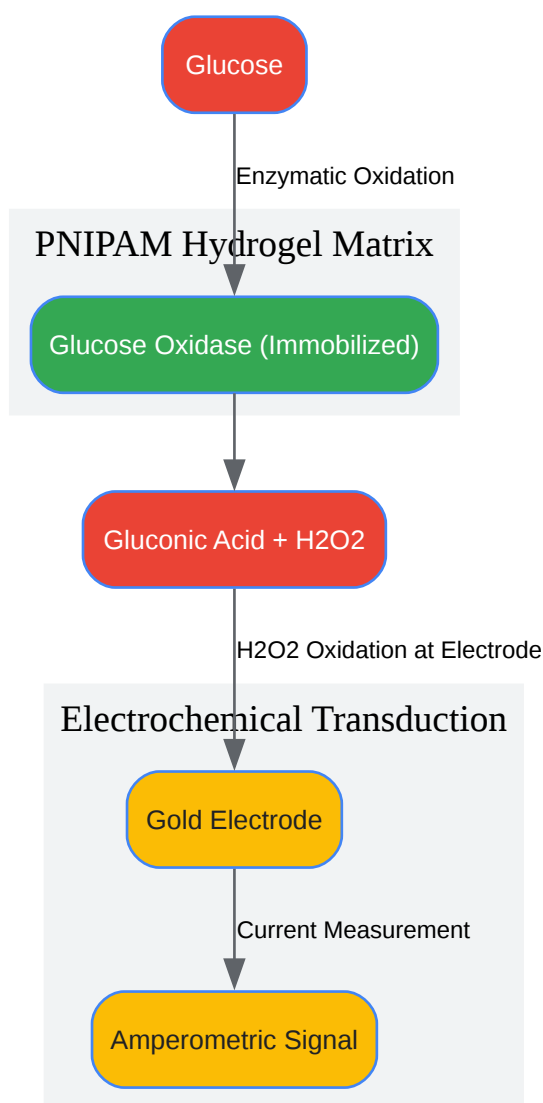 Glucose
Enzymatic Oxidation
PNIPAM Hydrogel Matrix
Glucose Oxidase (Immobilized)
Gluconic Acid + H2O2
H2O2 Oxidation at Electrode
Electrochemical Transduction
Gold Electrode
Current Measurement
Amperometric Signal